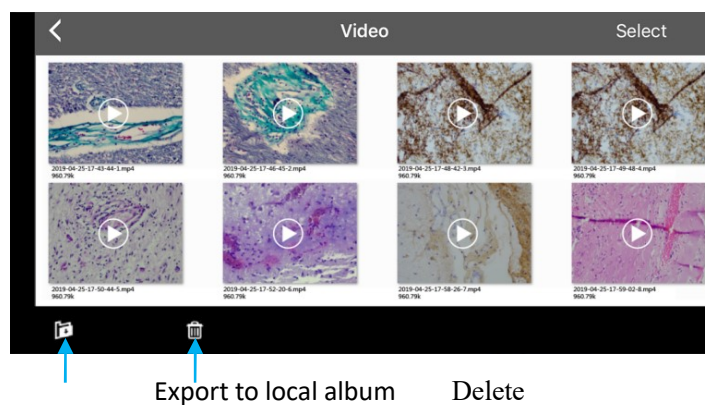 Video Select
2019-04-25-17-43-44-1.mp4 2019-04-25-17-46-45-2.mp4 2019-04-25-17-48-42-3.mp4 2019-04-25-17-49-48-4.mp4
960.79k 960.79k 960.79k 960.79k
2019-04-25-17-50-44-5.mp4 2019-04-25-17-52-20-6.mp4 2019-04-25-17-58-26-7.mp4 2019-04-25-17-59-02-8.mp4
960.79k 960.79k 960.79k 960.79k
Export to local album Delete